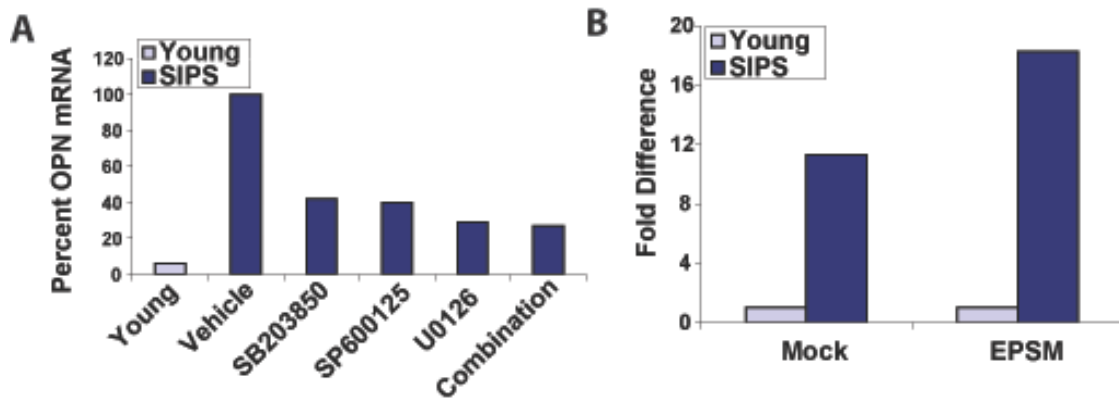 A
Percent OPN mRNA
Young
SIPS
120
100
80
60
40
20
0
Young
Vehicle
SB203850
SP600125
U0126
Combination
B
Fold Difference
Young
SIPS
20
16
12
8
4
0
Mock
EPSM